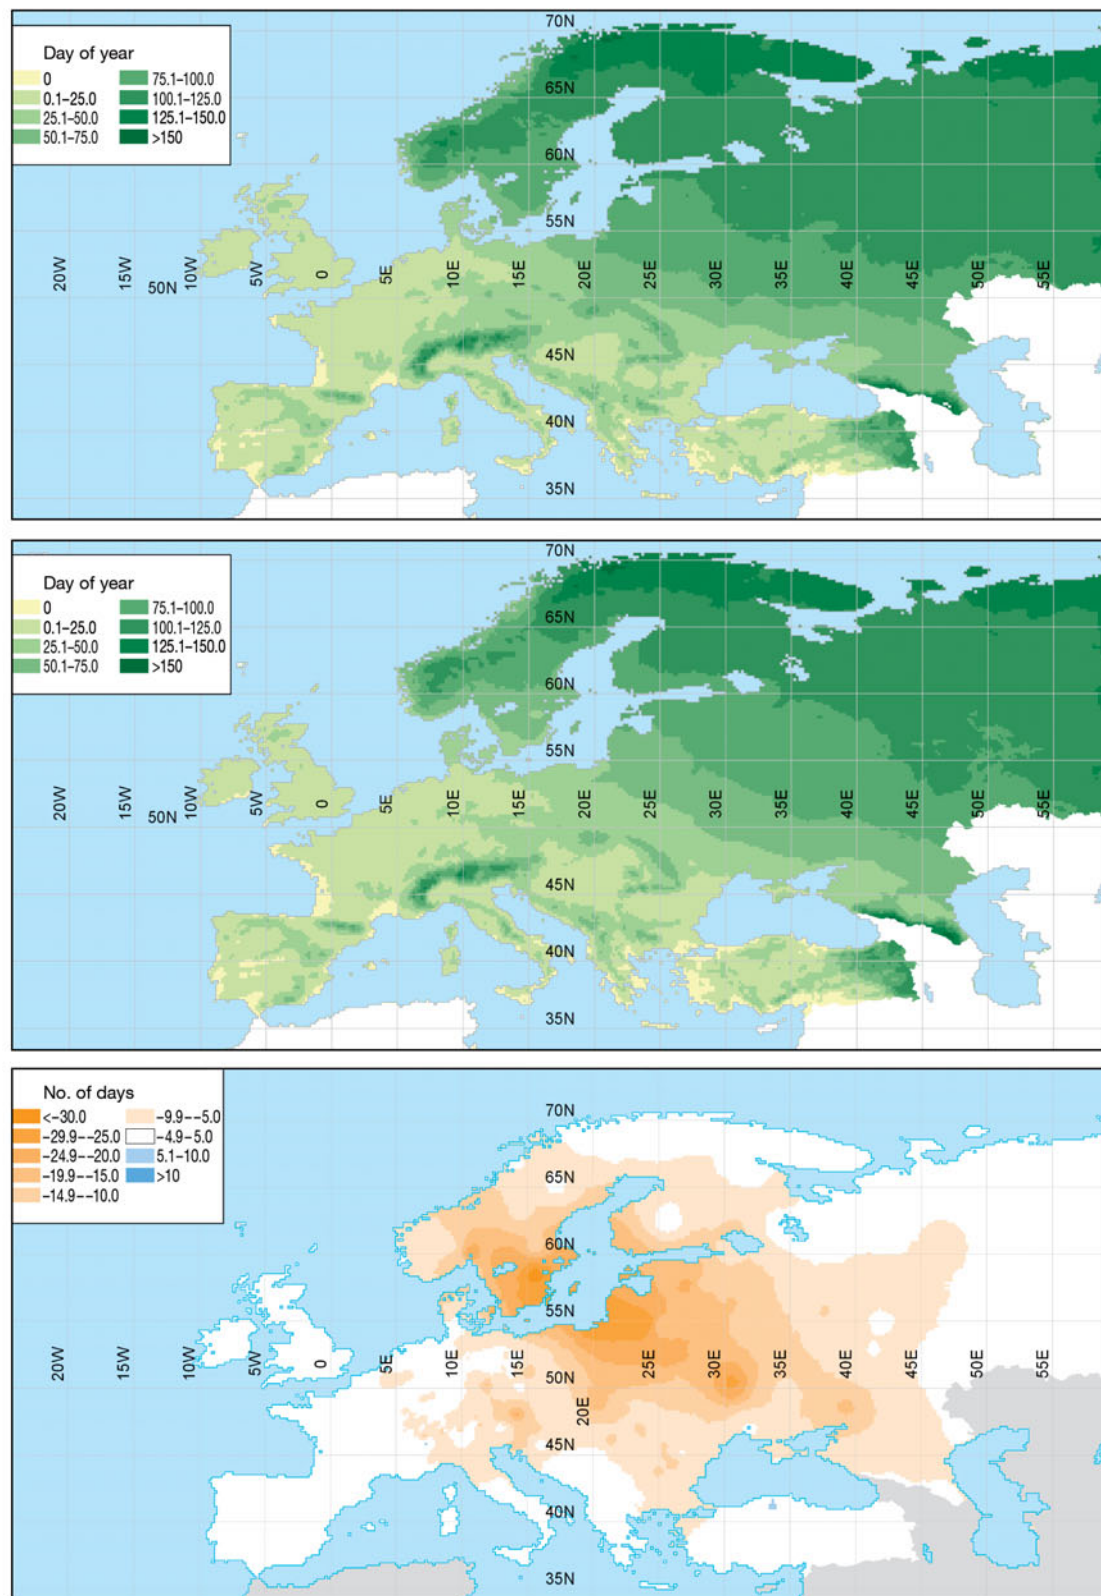 Day of year
0 75.1–100.0
0.1–25.0 100.1–125.0
25.1–50.0 125.1–150.0
50.1–75.0 >150
70N
65N
60N
55N
20W 15W 50N 10W 5W 0 5E 10E 15E 20E 25E 30E 35E 40E 45E 50E 55E
45N
40N
35N
Day of year
0 75.1–100.0
0.1–25.0 100.1–125.0
25.1–50.0 125.1–150.0
50.1–75.0 >150
70N
65N
60N
55N
20W 15W 50N 10W 5W 0 5E 10E 15E 20E 25E 30E 35E 40E 45E 50E 55E
45N
40N
35N
No. of days
<–30.0 –9.9––5.0
–29.9––25.0 –4.9–5.0
–24.9––20.0 5.1–10.0
–19.9––15.0 >10
–14.9––10.0
70N
65N
60N
55N
20W 15W 10W 5W 0 5E 10E 15E 25E 30E 35E 40E 45E 50E 55E
50N
20E
45N
40N
35N